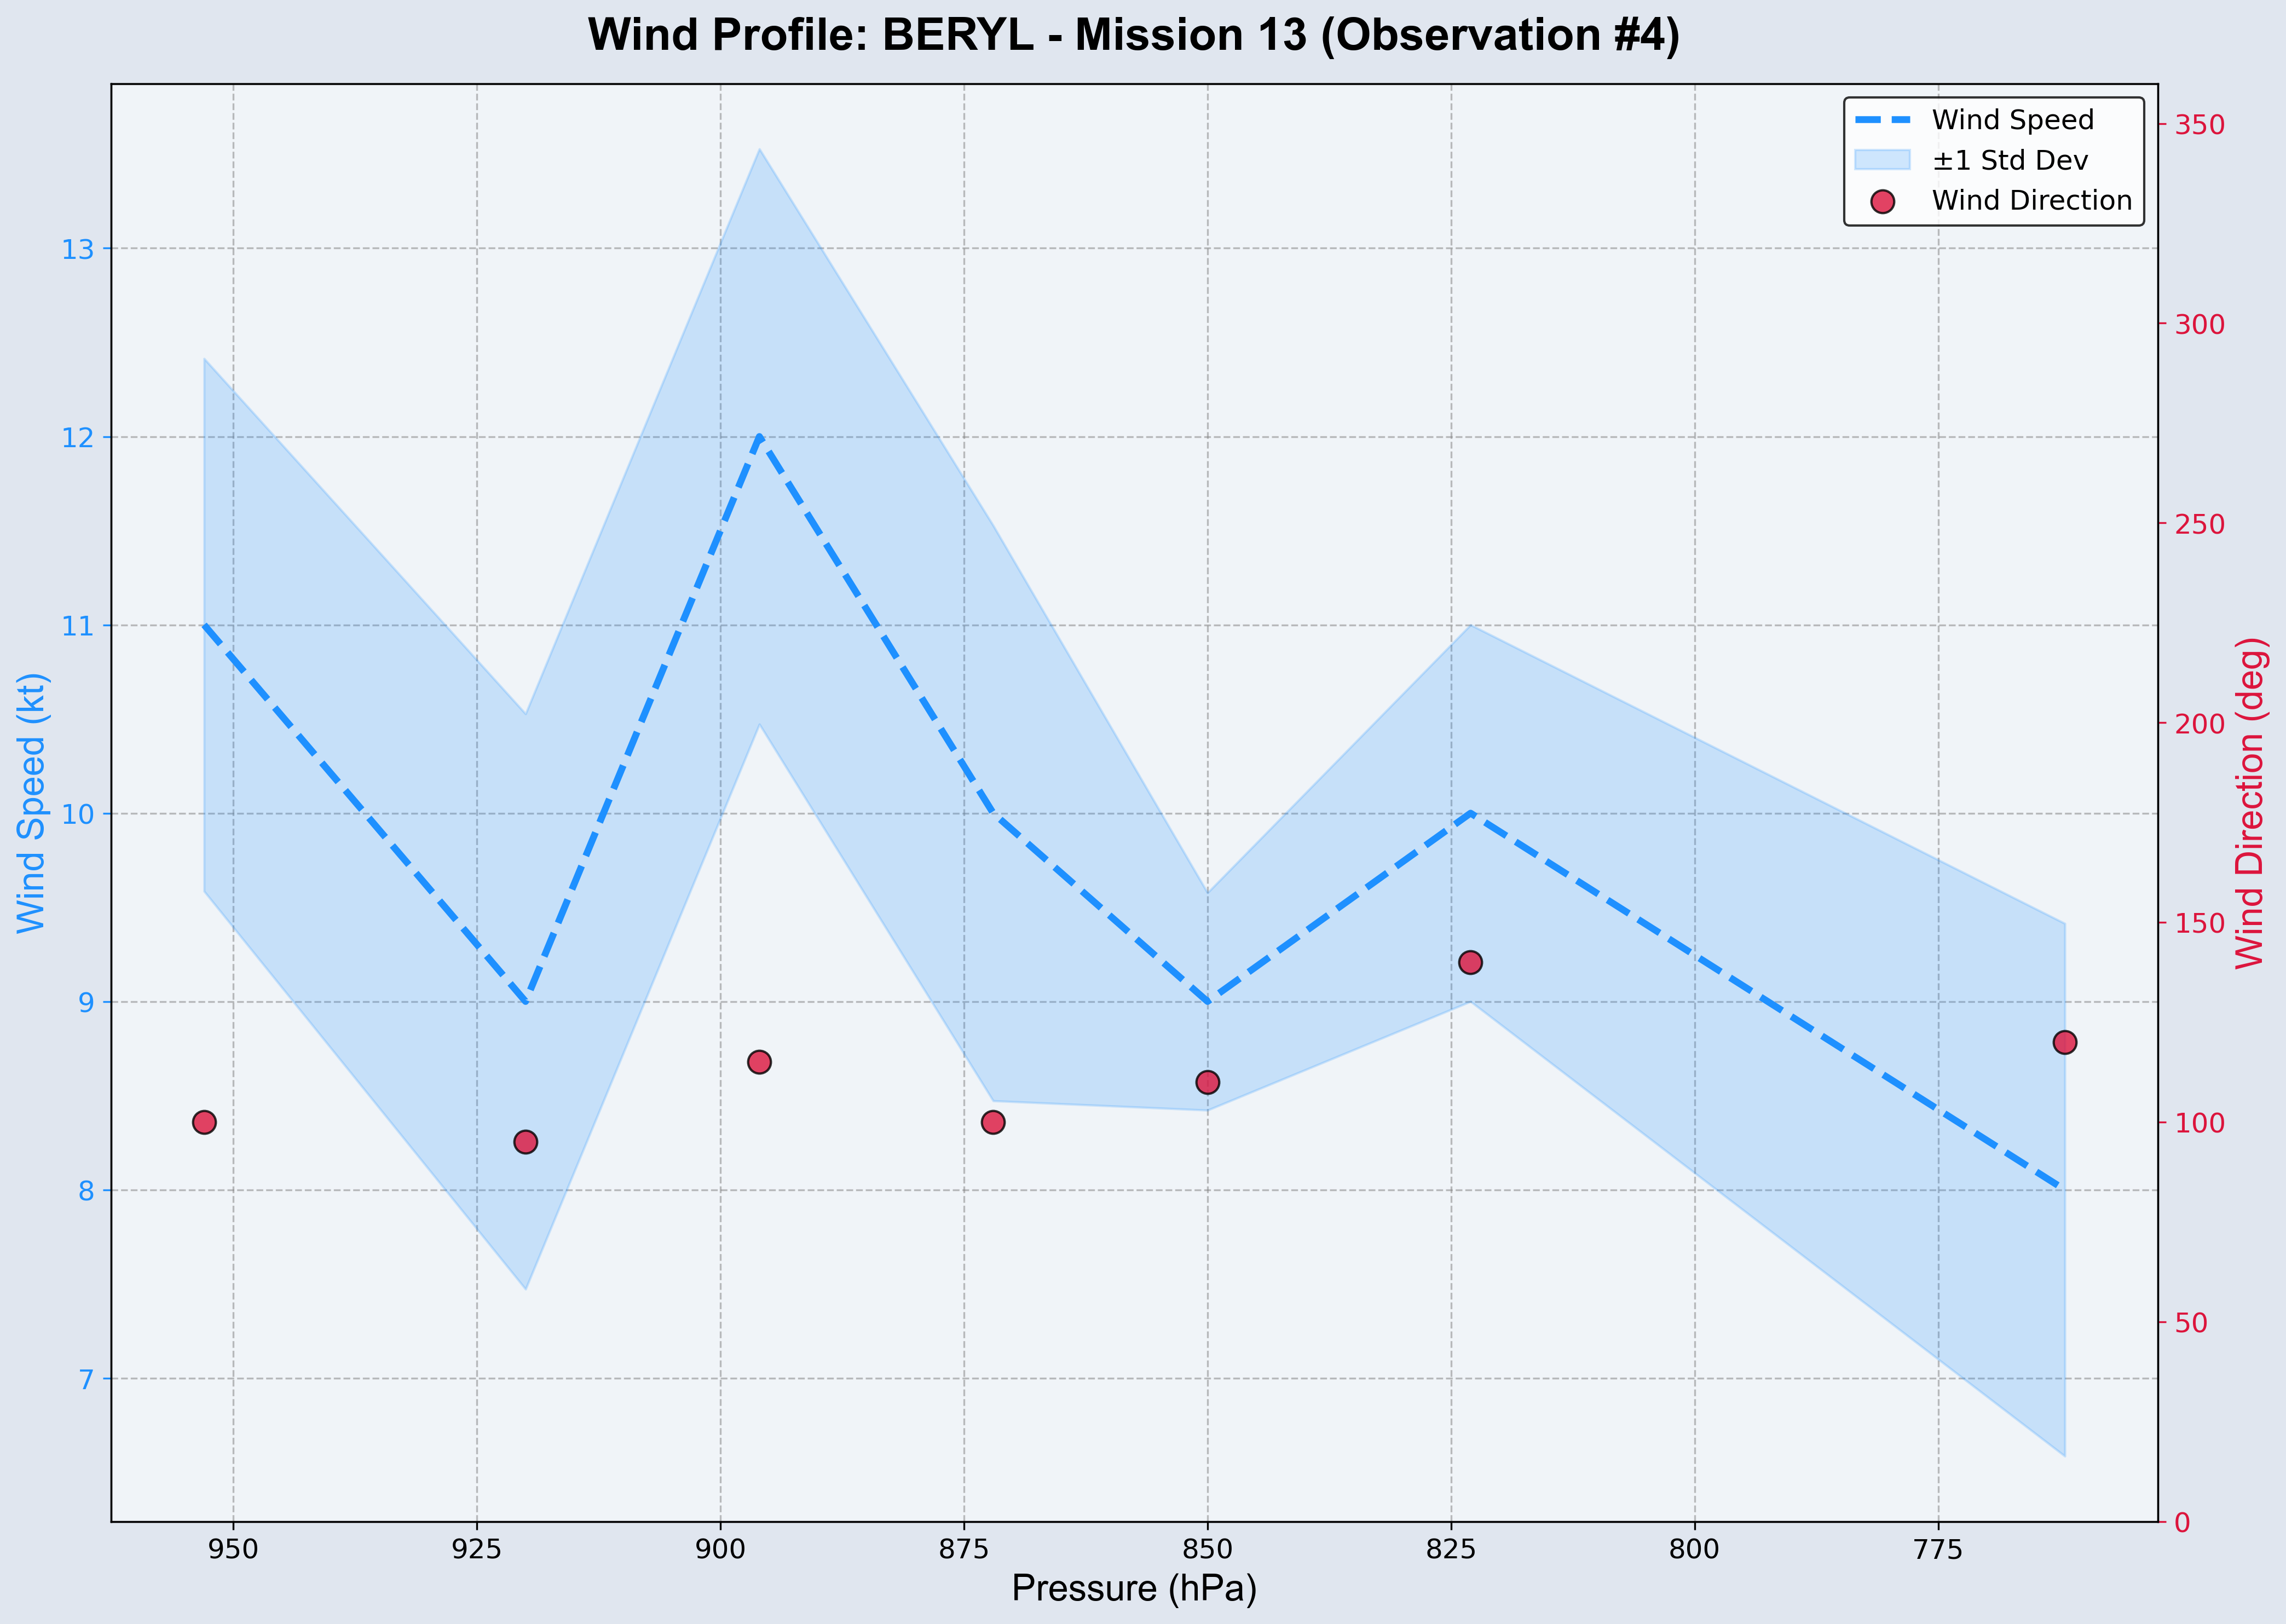 Wind Profile: BERYL - Mission 13 (Observation #4)
Wind Speed
±1 Std Dev
Wind Direction
13
12
11
10
9
8
7
Wind Speed (kt)
350
300
250
200
150
100
50
0
Wind Direction (deg)
950 925 900 875 850 825 800 775
Pressure (hPa)